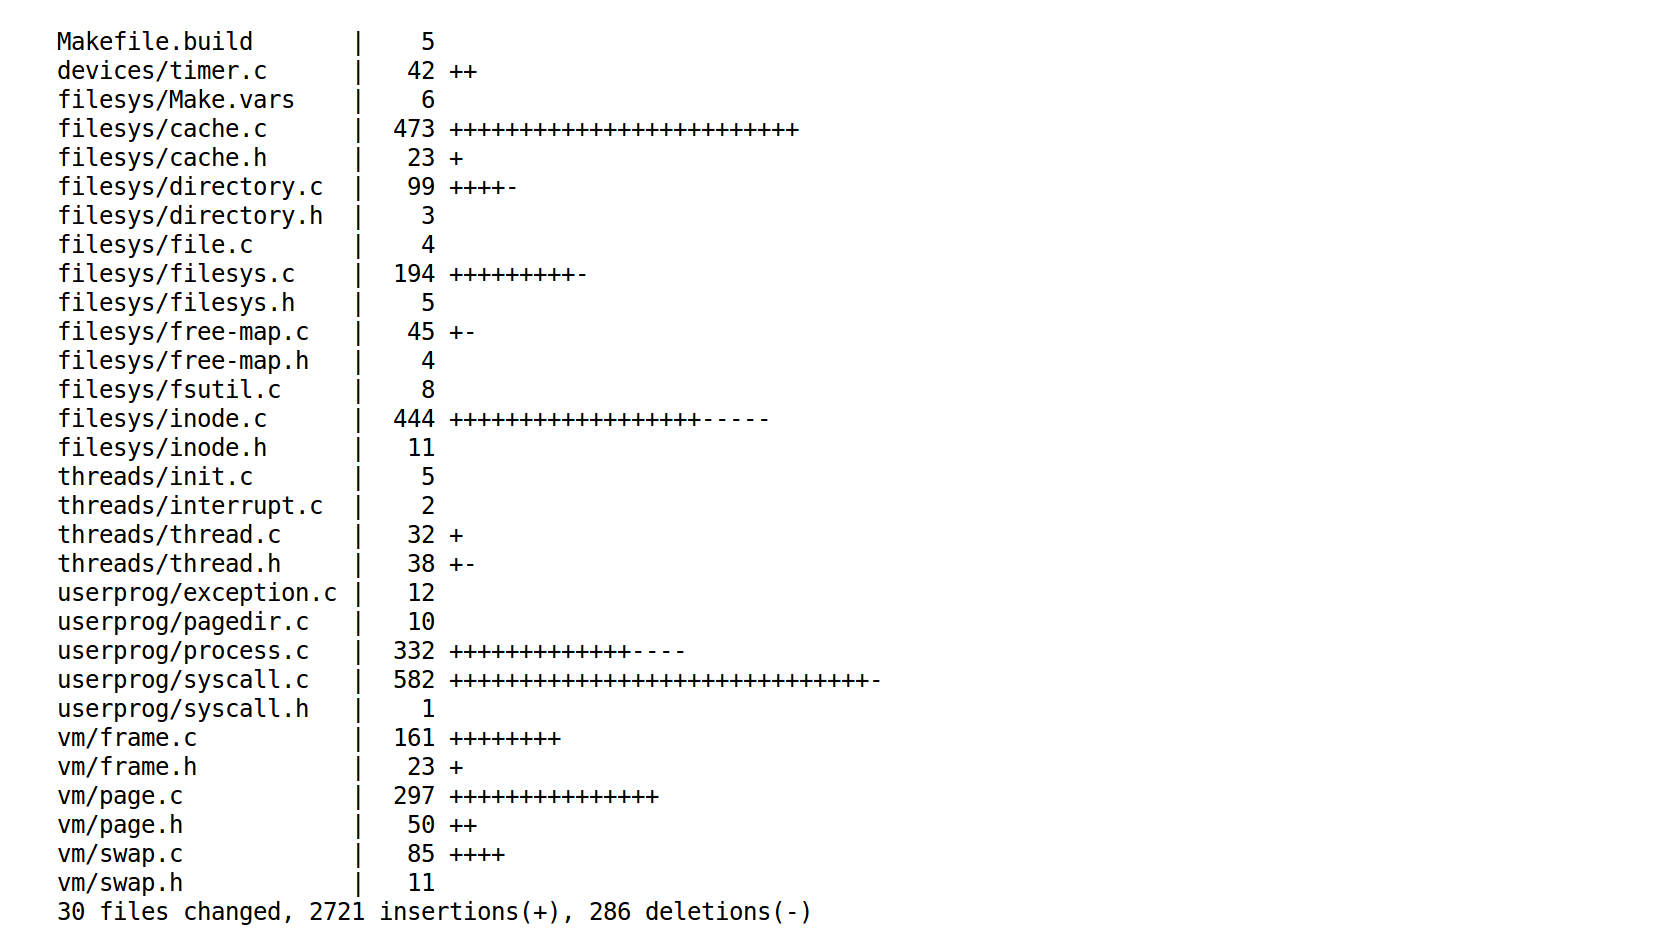 Makefile.build       |    5
devices/timer.c      |   42 ++
filesys/Make.vars    |    6
filesys/cache.c      |  473 +++++++++++++++++++++++++
filesys/cache.h      |   23 +
filesys/directory.c  |   99 ++++-
filesys/directory.h  |    3
filesys/file.c       |    4
filesys/filesys.c    |  194 +++++++++-
filesys/filesys.h    |    5
filesys/free-map.c   |   45 +-
filesys/free-map.h   |    4
filesys/fsutil.c     |    8
filesys/inode.c      |  444 ++++++++++++++++++-----
filesys/inode.h      |   11
threads/init.c       |    5
threads/interrupt.c  |    2
threads/thread.c     |   32 +
threads/thread.h     |   38 +-
userprog/exception.c |   12
userprog/pagedir.c   |   10
userprog/process.c   |  332 +++++++++++++----
userprog/syscall.c   |  582 ++++++++++++++++++++++++++++++-
userprog/syscall.h   |    1
vm/frame.c           |  161 ++++++++
vm/frame.h           |   23 +
vm/page.c            |  297 +++++++++++++++
vm/page.h            |   50 ++
vm/swap.c            |   85 ++++
vm/swap.h            |   11
30 files changed, 2721 insertions(+), 286 deletions(-)